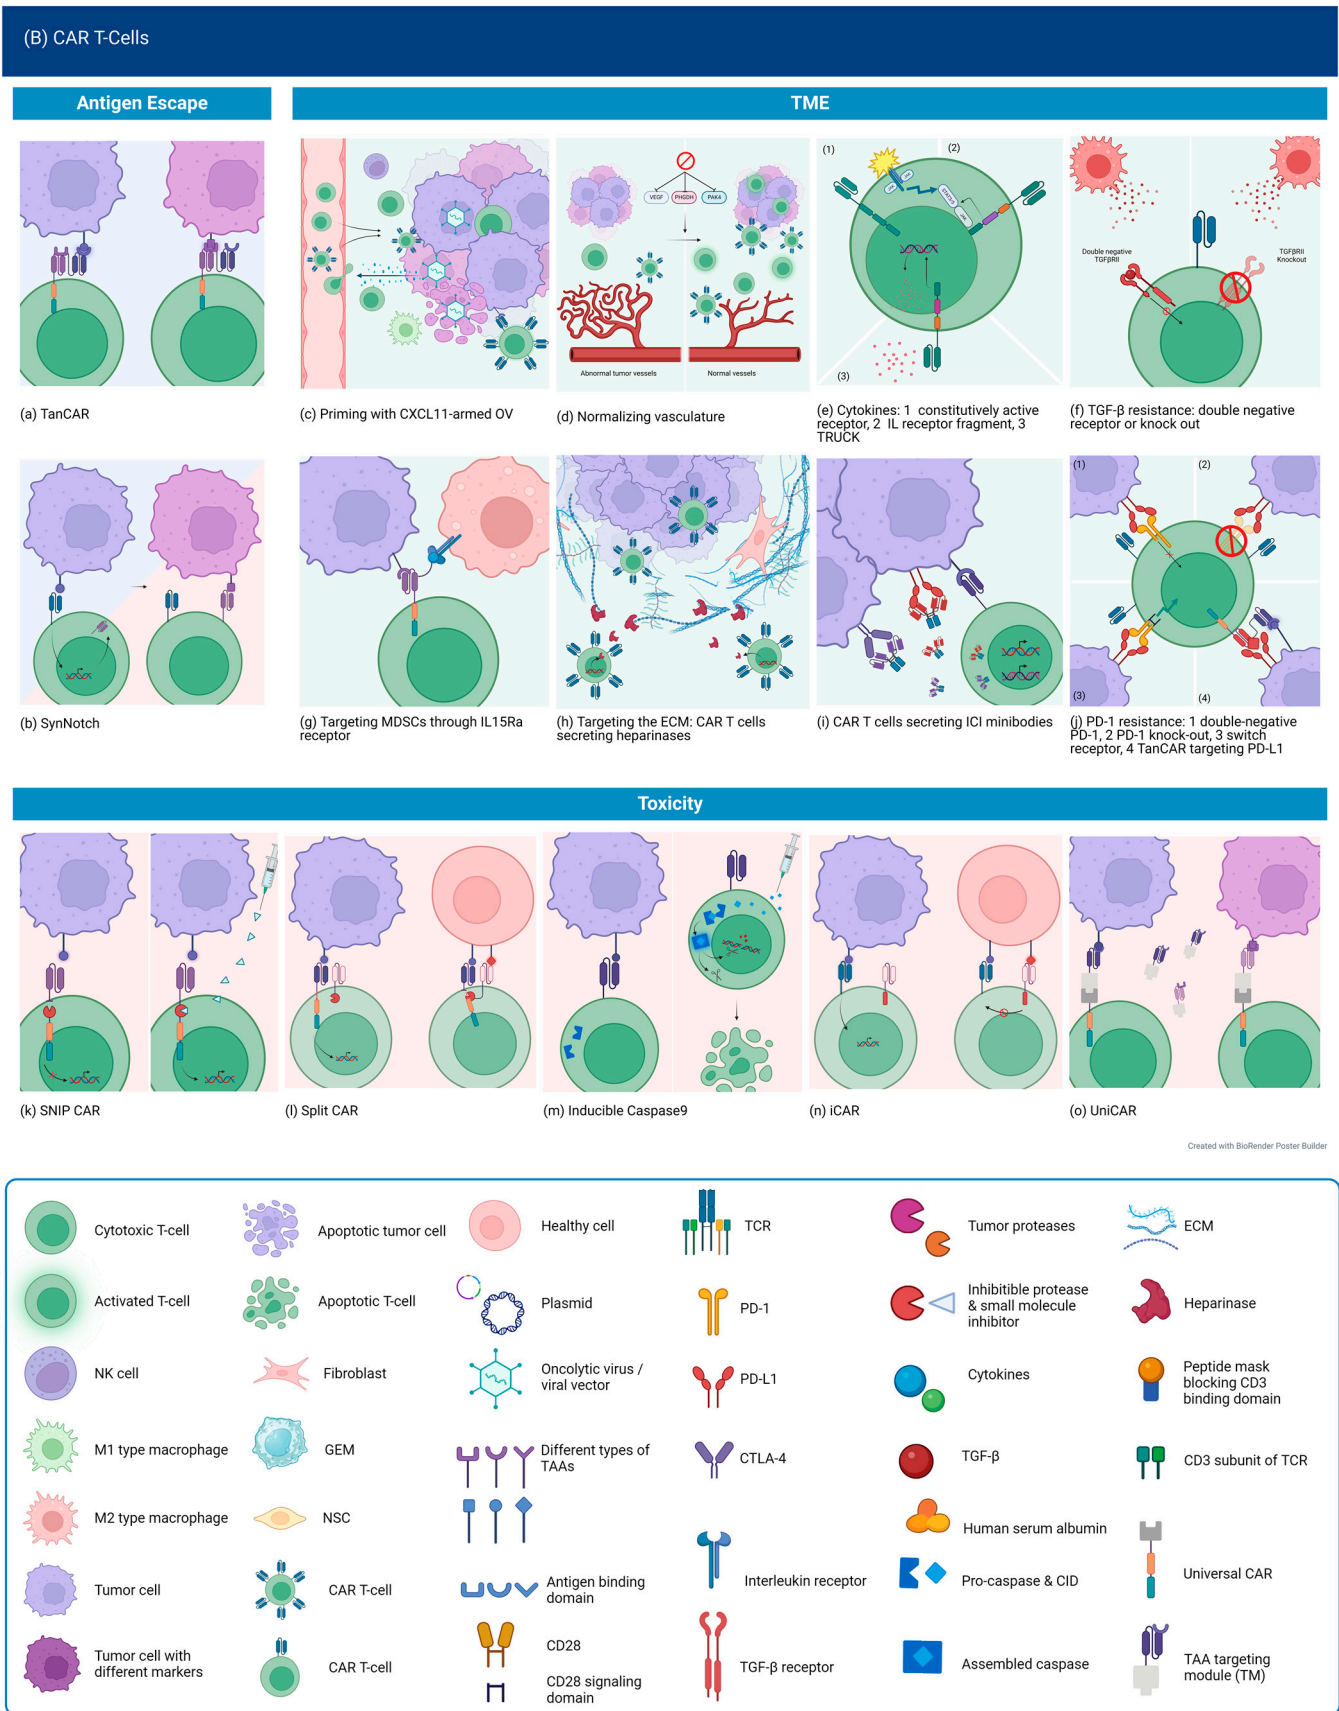 (B) CAR T-Cells
Antigen Escape
TME
(1)
(2)
VEGF
PHGDH
PAK4
STAT3/5
JAK
Double negative
TGFβRII
TGFβRII
Knockout
Abnormal tumor vessels
Normal vessels
(3)
(a) TanCAR
(c) Priming with CXCL11-armed OV
(d) Normalizing vasculature
(e) Cytokines: 1 constitutively active
receptor, 2 IL receptor fragment, 3
TRUCK
(f) TGF-β resistance: double negative
receptor or knock out
(1)
(2)
(3)
(4)
(b) SynNotch
(g) Targeting MDSCs through IL15Ra
receptor
(h) Targeting the ECM: CAR T cells
secreting heparinases
(i) CAR T cells secreting ICI minibodies
(j) PD-1 resistance: 1 double-negative
PD-1, 2 PD-1 knock-out, 3 switch
receptor, 4 TanCAR targeting PD-L1
Toxicity
(k) SNIP CAR
(l) Split CAR
(m) Inducible Caspase9
(n) iCAR
(o) UniCAR
Created with BioRender Poster Builder
Cytotoxic T-cell
Apoptotic tumor cell
Healthy cell
TCR
Tumor proteases
ECM
Activated T-cell
Apoptotic T-cell
Plasmid
PD-1
Inhibitible protease
& small molecule
inhibitor
Heparinase
NK cell
Fibroblast
Oncolytic virus /
viral vector
PD-L1
Cytokines
Peptide mask
blocking CD3
binding domain
M1 type macrophage
GEM
Different types of
TAAs
CTLA-4
TGF-β
CD3 subunit of TCR
M2 type macrophage
NSC
Human serum albumin
Tumor cell
CAR T-cell
Antigen binding
domain
Interleukin receptor
Pro-caspase & CID
Universal CAR
Tumor cell with
different markers
CAR T-cell
CD28
CD28 signaling
domain
TGF-β receptor
Assembled caspase
TAA targeting
module (TM)